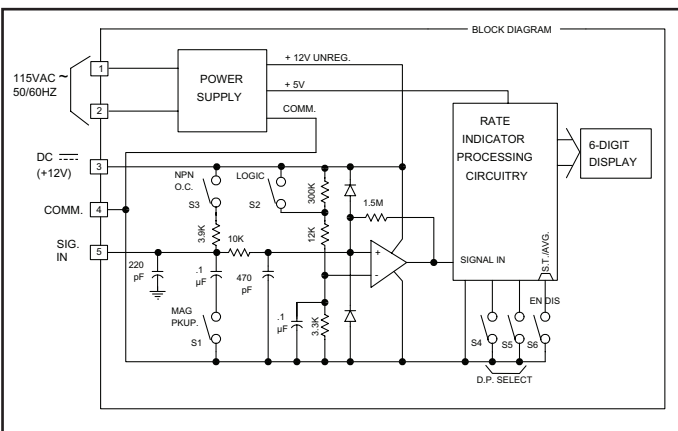 BLOCK DIAGRAM
115VAC ~
50/60HZ
1
2
POWER
SUPPLY
+ 12V UNREG.
+ 5V
COMM.
DC
(+12V)
3
COMM.
4
SIG.
IN
5
NPN
O.C.
S3
LOGIC
S2
300K
1.5M
3.9K
10K
12K
220
pF
.1
µF
470
pF
MAG
PKUP.
S1
.1
µF
3.3K
+
-
RATE
INDICATOR
PROCESSING
CIRCUITRY
SIGNAL IN
S.T./AVG.
6-DIGIT
DISPLAY
EN DIS
S4
S5
S6
D.P. SELECT